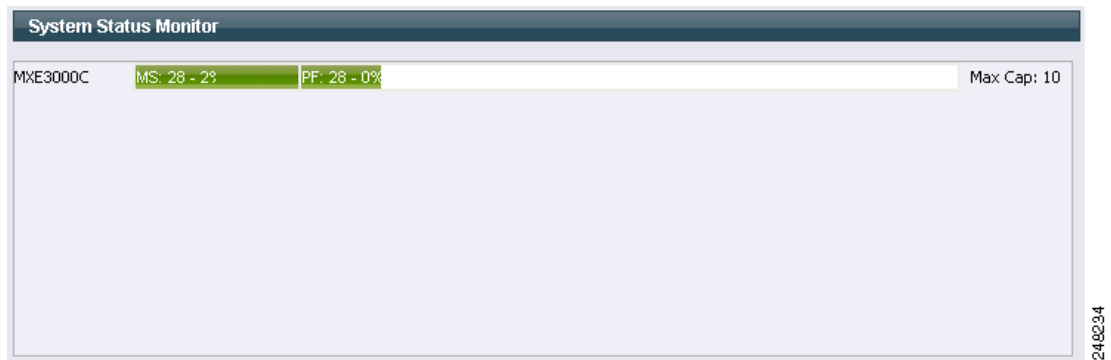 System Status Monitor
MXE3000C MS: 28 - 2% PF: 28 - 0% Max Cap: 10
248234